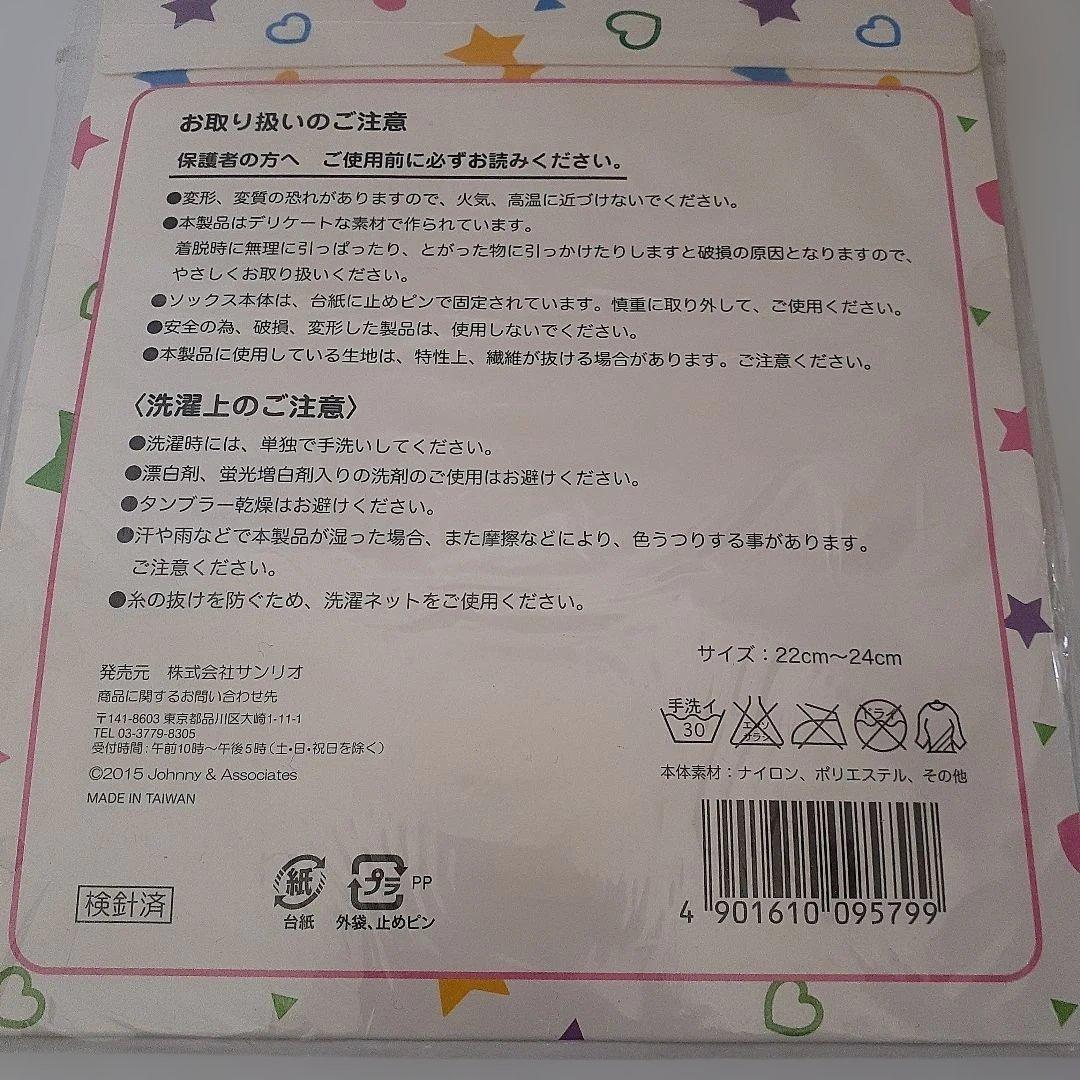 お取り扱いのご注意
保護者の方へ　ご使用前に必ずお読みください。
●変形、変質の恐れがありますので、火気、高温に近づけないでください。
●本製品はデリケートな素材で作られています。
着脱時に無理に引っぱったり、とがった物に引っかけたりしますと破損の原因となりますので、
やさしくお取り扱いください。
●ソックス本体は、台紙に止めピンで固定されています。慎重に取り外して、ご使用ください。
●安全の為、破損、変形した製品は、使用しないでください。
●本製品に使用している生地は、特性上、繊維が抜ける場合があります。ご注意ください。
〈洗濯上のご注意〉
●洗濯時には、単独で手洗いしてください。
●漂白剤、蛍光増白剤入りの洗剤のご使用はお避けください。
●タンブラー乾燥はお避けください。
●汗や雨などで本製品が湿った場合、また摩擦などにより、色うつりする事があります。
ご注意ください。
●糸の抜けを防ぐため、洗濯ネットをご使用ください。
発売元　株式会社サンリオ
商品に関するお問い合わせ先
〒141-8603 東京都品川区大崎1-11-1
TEL 03-3779-8305
受付時間：午前10時～午後5時（土・日・祝日を除く）
©2015 Johnny & Associates
MADE IN TAIWAN
サイズ：22cm～24cm
手洗イ
30
エンソ
サラシ
ドライ
本体素材：ナイロン、ポリエステル、その他
4 901610 095799
検針済
紙
台紙
プラ
PP
外袋、止めピン